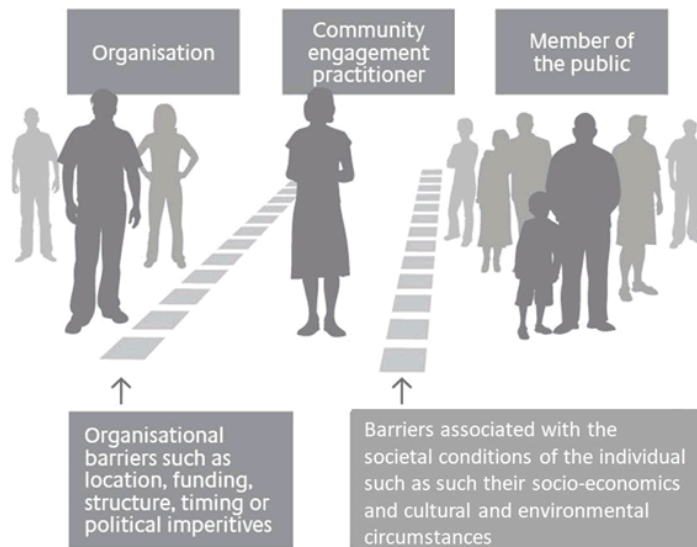 Organisation
Community
engagement
practitioner
Member of
the public
Organisational
barriers such as
location, funding,
structure, timing or
political imperitives
Barriers associated with the
societal conditions of the individual
such as such their socio-economics
and cultural and environmental
circumstances